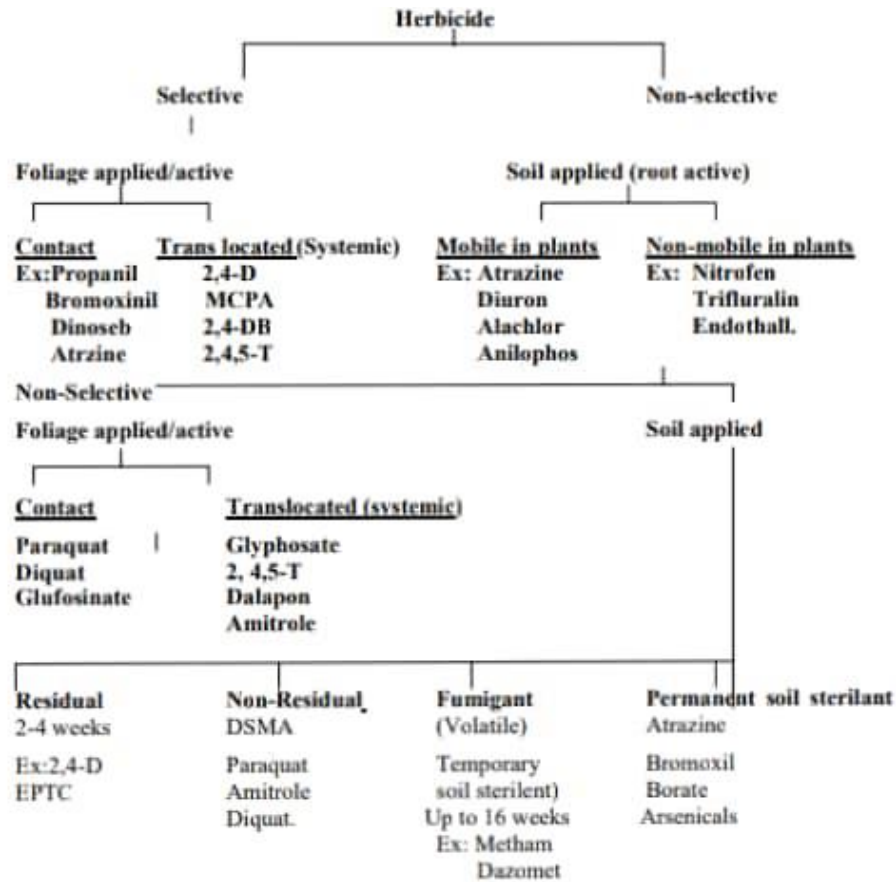 Herbicide
Selective Non-selective
Foliage applied/active Soil applied (root active)
Contact Trans located (Systemic) Mobile in plants Non-mobile in plants
Ex:Propanil 2,4-D Ex: Atrazine Ex: Nitrofen
Bromoxinil MCPA Diuron Trifluralin
Dinoseb 2,4-DB Alachlor Endothall.
Atrzine 2,4,5-T Anilophos
Non-Selective
Foliage applied/active Soil applied
Contact Translocated (systemic)
Paraquat Glyphosate
Diquat 2, 4,5-T
Glufosinate Dalapon
Amitrole
Residual Non-Residual Fumigant Permanent soil sterilant
2-4 weeks DSMA (Volatile) Atrazine
Ex:2,4-D Paraquat Temporary Bromoxil
EPTC Amitrole soil sterilent) Borate
Diquat. Up to 16 weeks Arsenicals
Ex: Metham
Dazomet